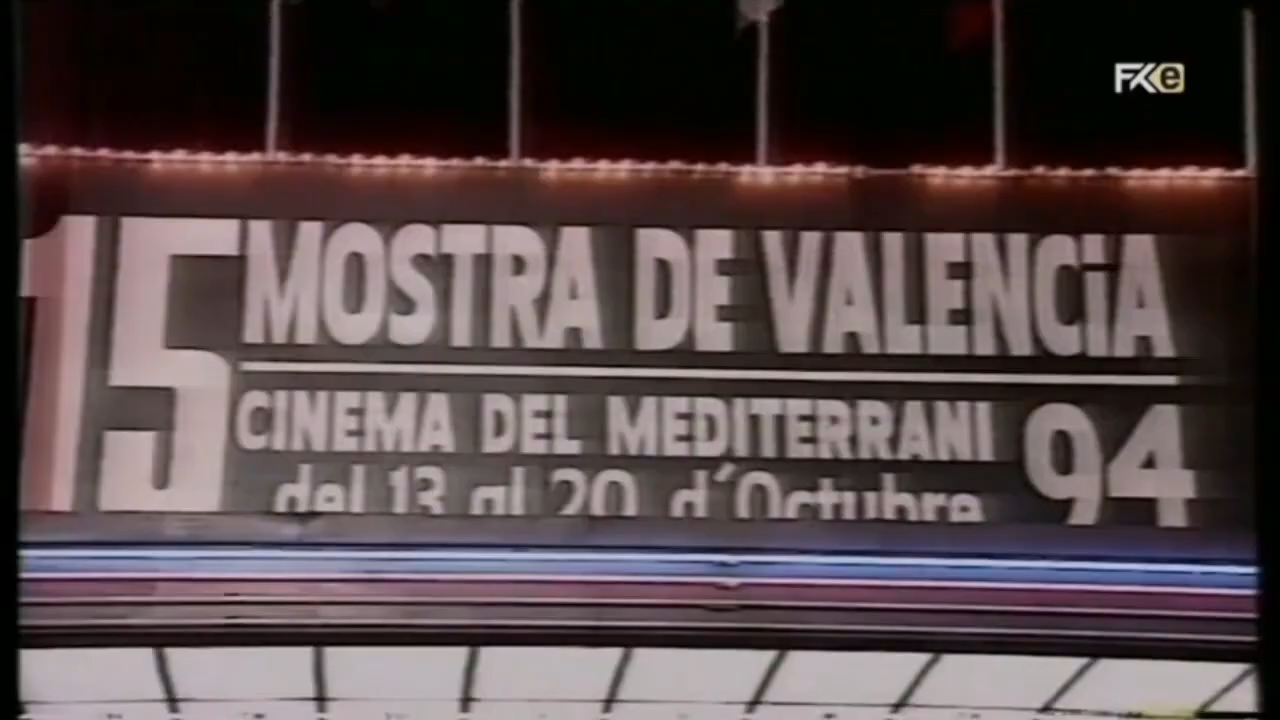 FKe
15 MOSTRA DE VALENCiA
CINEMA DEL MEDITERRANI 94
del 13 al 20 d´Octubre